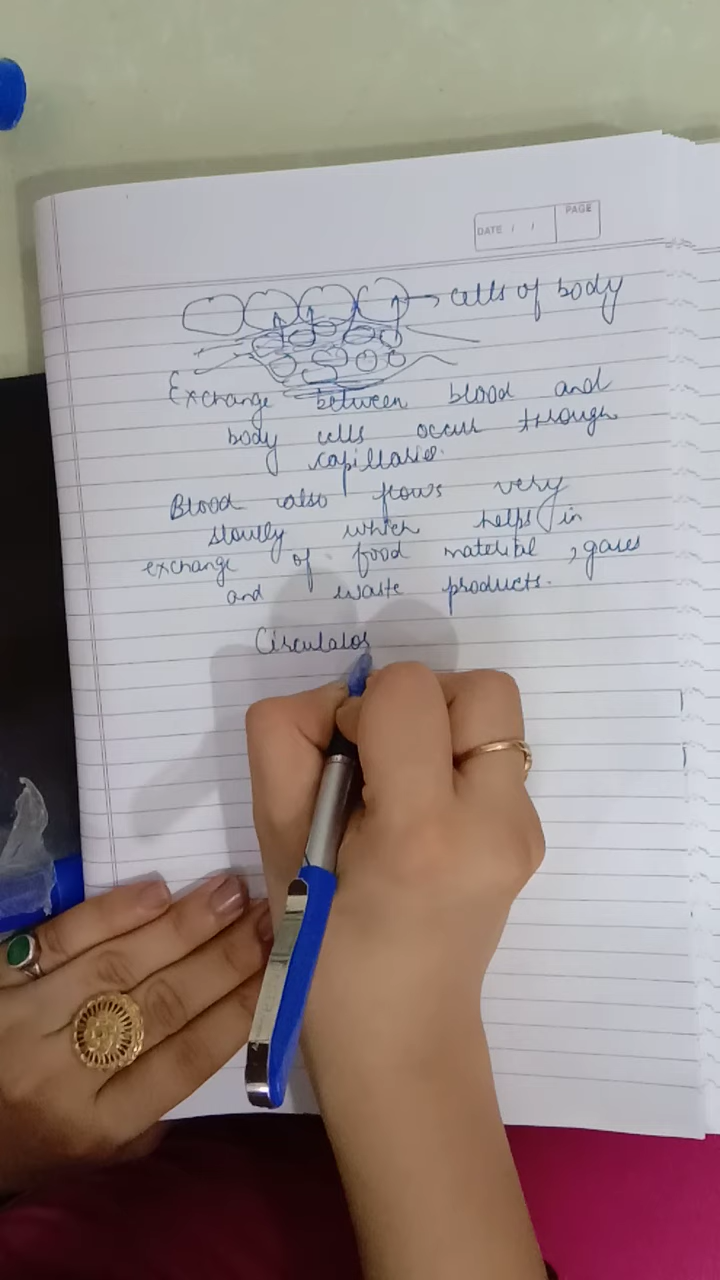 DATE / /
PAGE
cells of body
Exchange between blood and
body cells occur through
capillaries.
Blood also flows very
slowly which helps in
exchange of food material, gases
and waste products.
Circulator